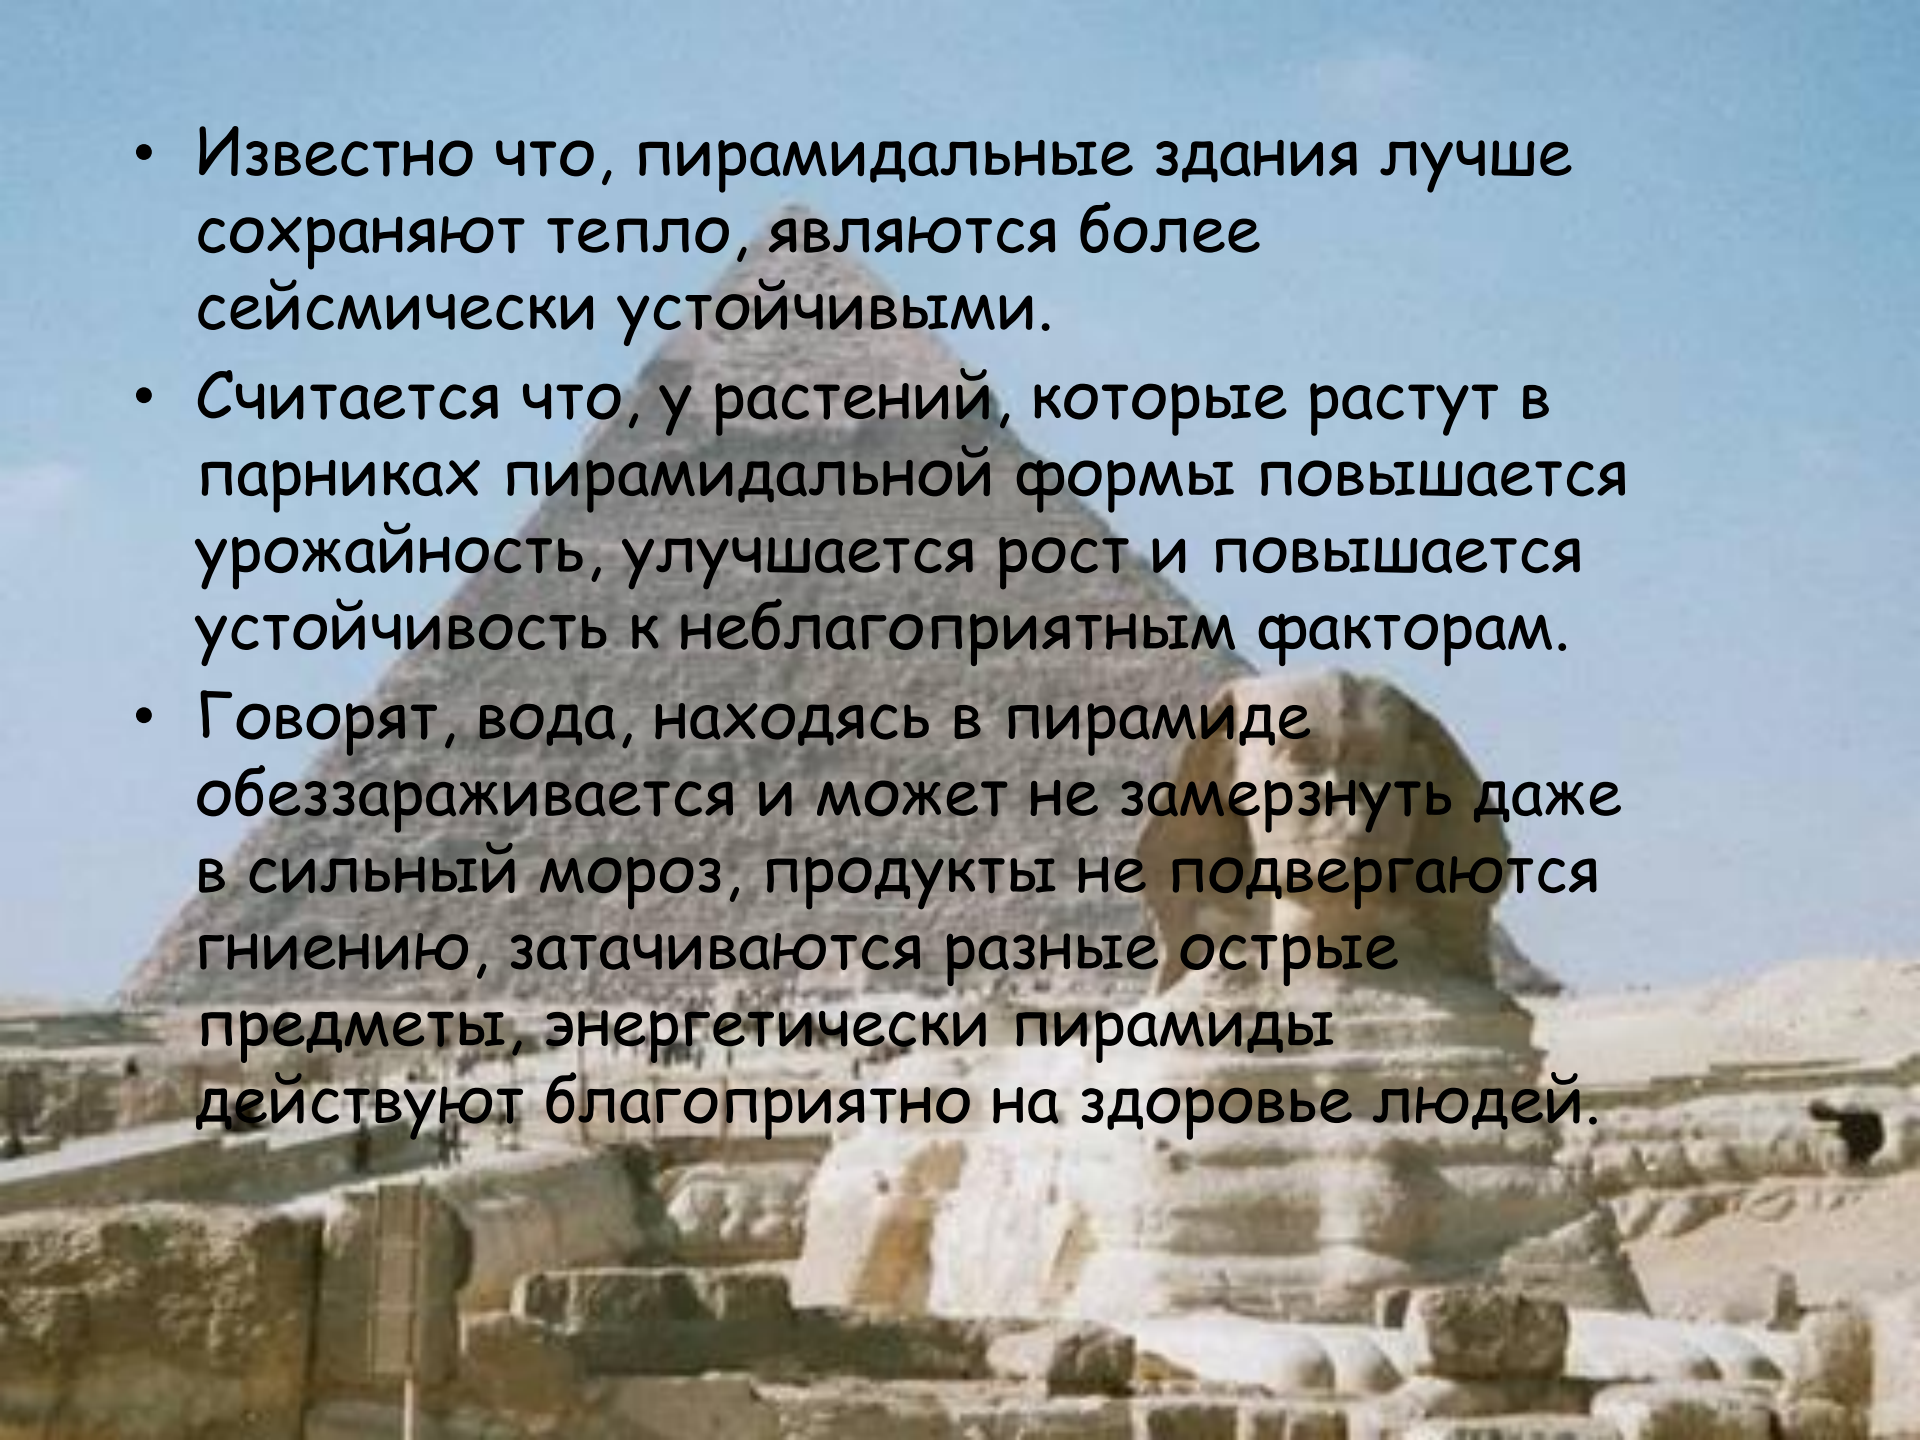 • Известно что, пирамидальные здания лучше
сохраняют тепло, являются более
сейсмически устойчивыми.
• Считается что, у растений, которые растут в
парниках пирамидальной формы повышается
урожайность, улучшается рост и повышается
устойчивость к неблагоприятным факторам.
• Говорят, вода, находясь в пирамиде
обеззараживается и может не замерзнуть даже
в сильный мороз, продукты не подвергаются
гниению, затачиваются разные острые
предметы, энергетически пирамиды
действуют благоприятно на здоровье людей.